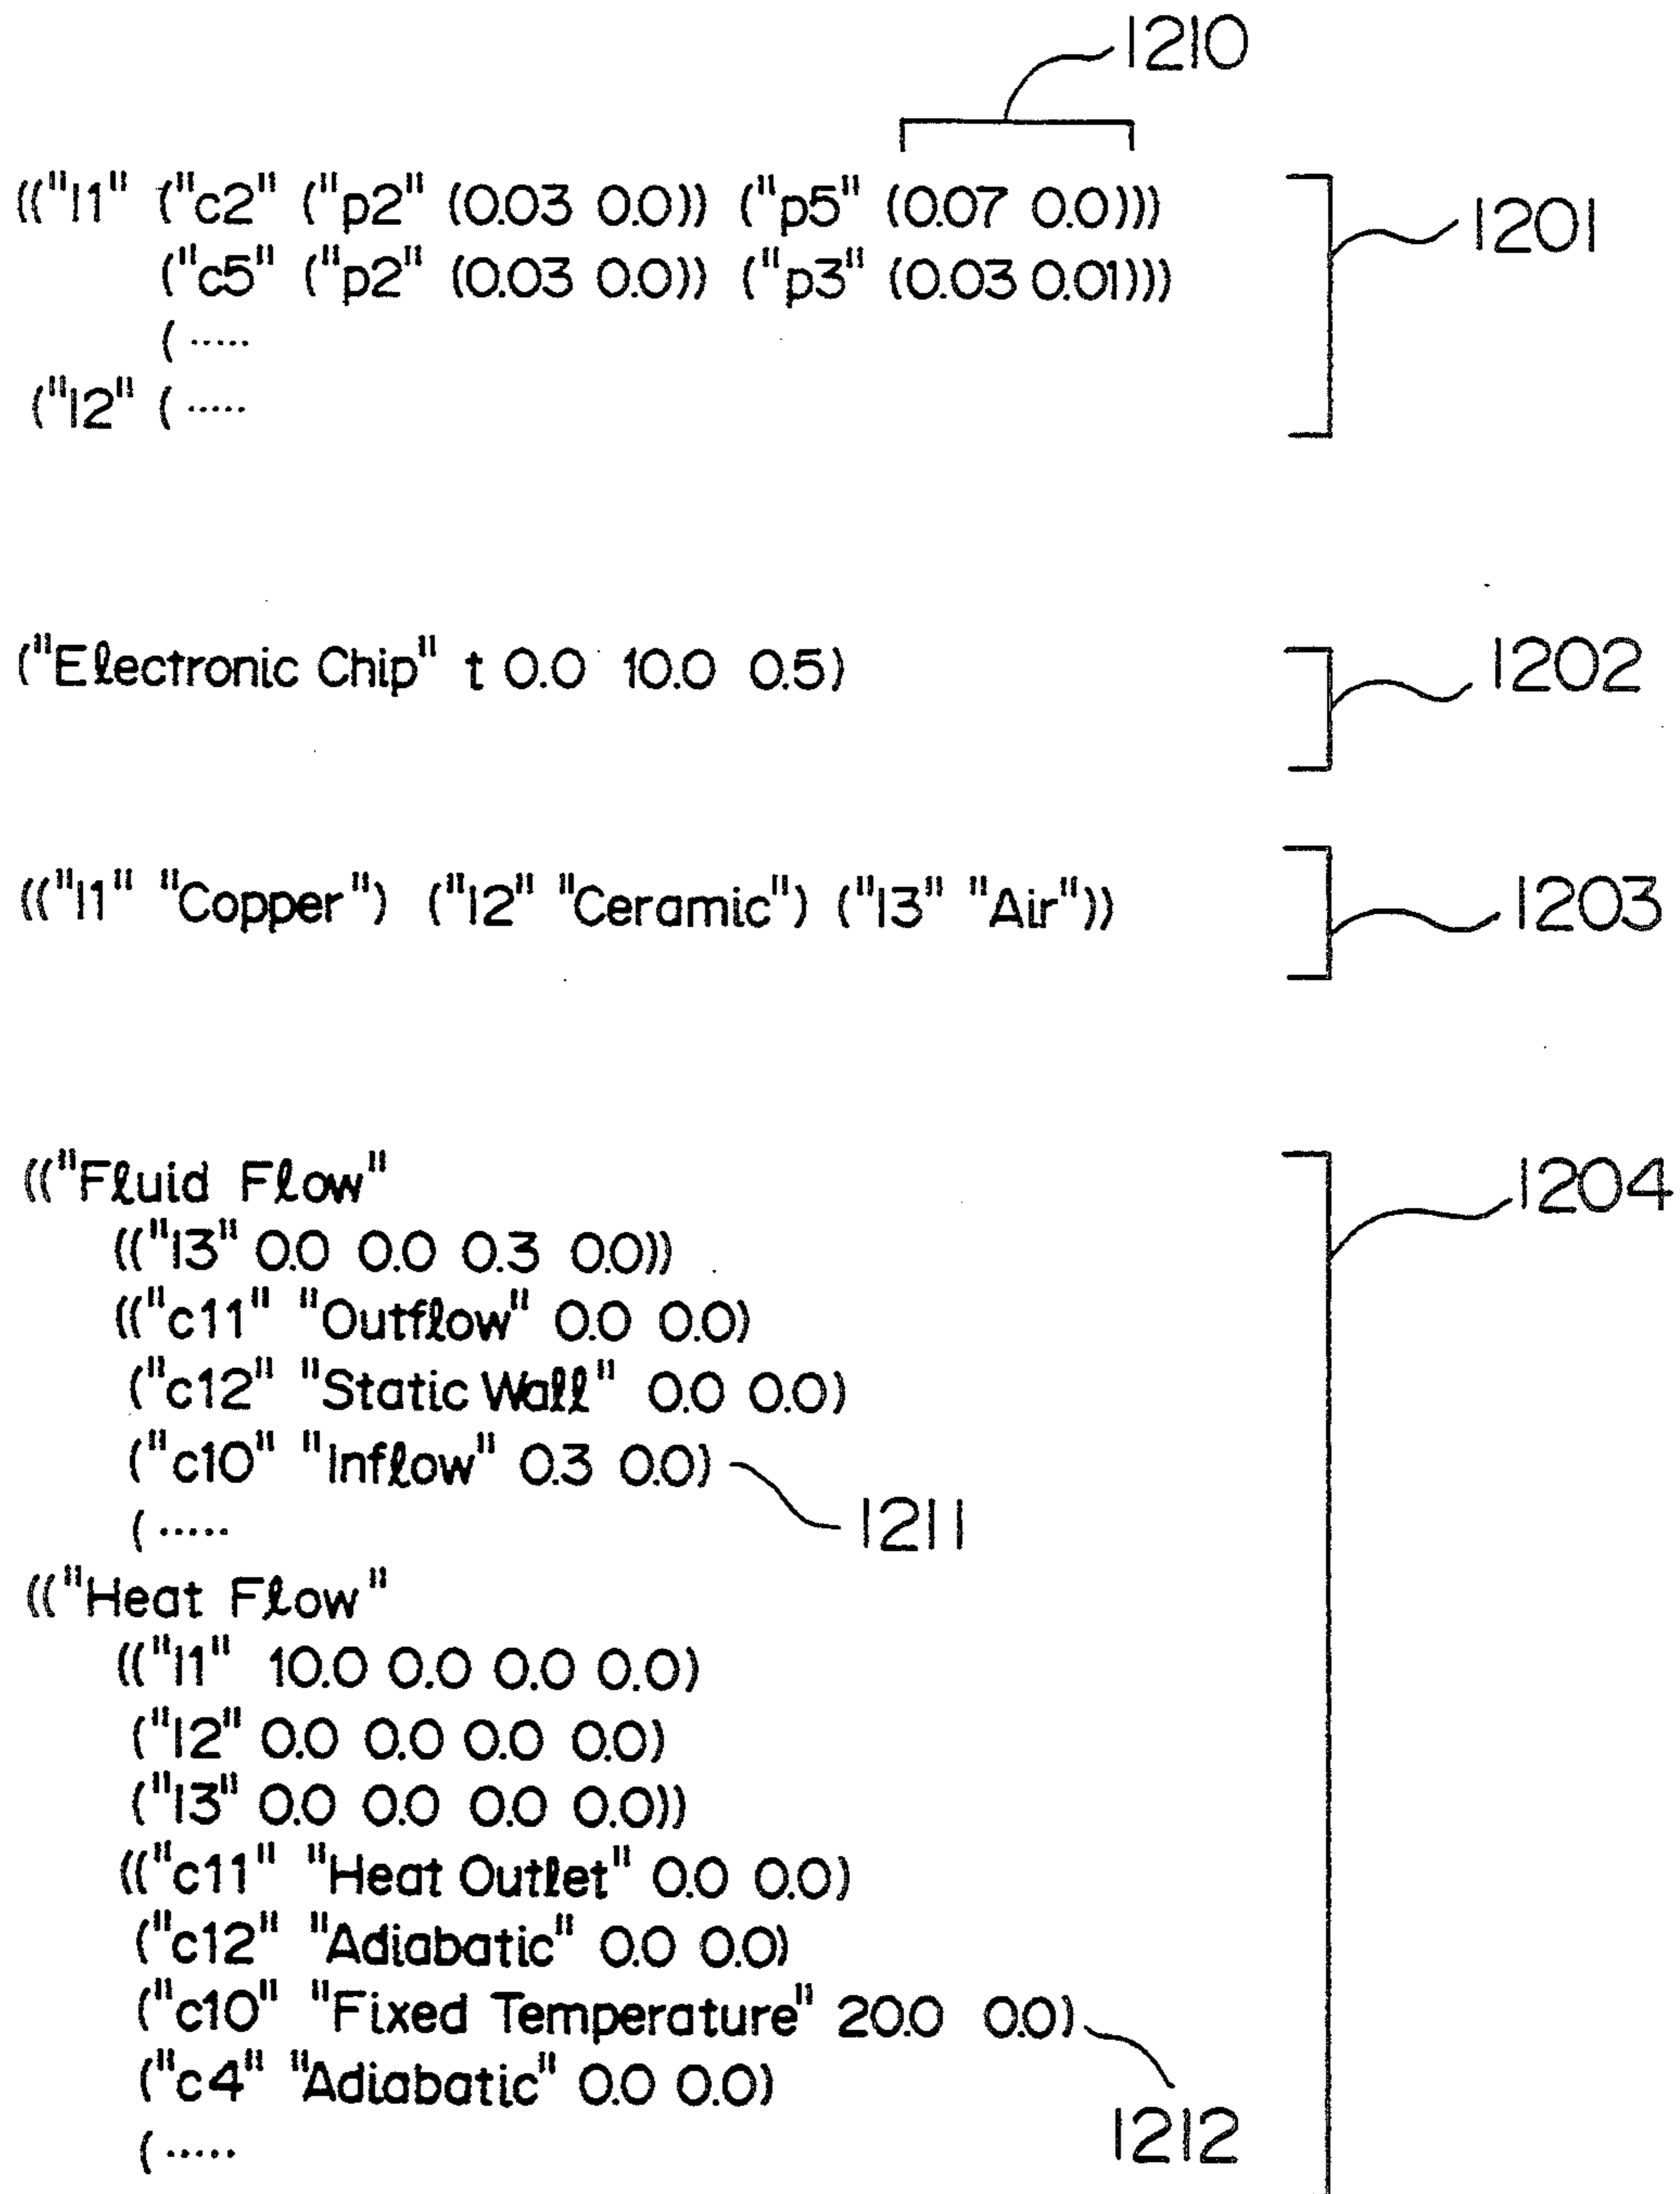 1210
(("l1" ("c2" ("p2" (0.03 0.0)) ("p5" (0.07 0.0)))
1201
("c5" ("p2" (0.03 0.0)) ("p3" (0.03 0.01)))
( .....
("l2" ( .....
("Electronic Chip" t 0.0 10.0 0.5)
1202
(("l1" "Copper") ("l2" "Ceramic") ("l3" "Air"))
1203
(("Fluid Flow"
1204
(("l3" 0.0 0.0 0.3 0.0))
(("c11" "Outflow" 0.0 0.0)
("c12" "Static Wall" 0.0 0.0)
("c10" "Inflow" 0.3 0.0)
1211
( .....
(("Heat Flow"
(("l1" 10.0 0.0 0.0 0.0)
("l2" 0.0 0.0 0.0 0.0)
("l3" 0.0 0.0 0.0 0.0))
(("c11" "Heat Outlet" 0.0 0.0)
("c12" "Adiabatic" 0.0 0.0)
("c10" "Fixed Temperature" 20.0 0.0)
("c4" "Adiabatic" 0.0 0.0)
1212
( .....